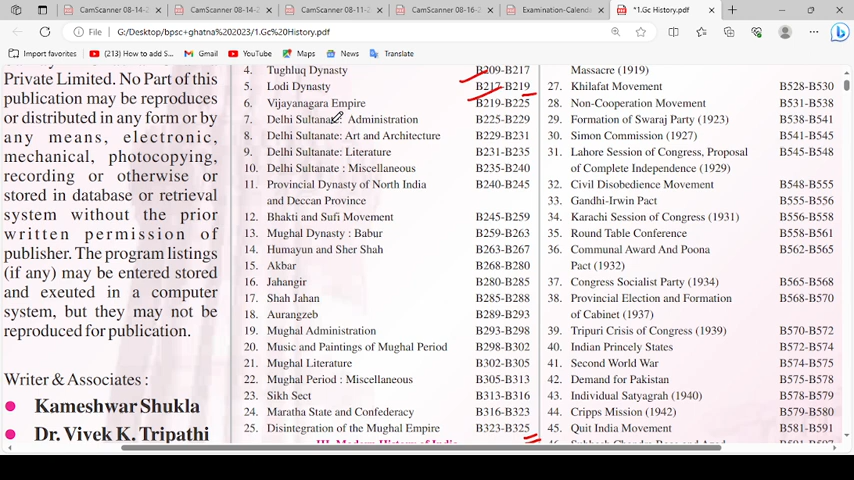 CamScanner 08-14-2
CamScanner 08-14-2
CamScanner 08-11-2
CamScanner 08-16-2
Examination-Calend
*1.Gc History.pdf
File
G:/Desktop/bpsc+ghatna%202023/1.Gc%20History.pdf
Import favorites
(213) How to add S...
Gmail
YouTube
Maps
News
Translate
Private Limited. No Part of this
publication may be reproduces
or distributed in any form or by
any means, electronic,
mechanical, photocopying,
recording or otherwise or
stored in database or retrieval
system without the prior
written permission of
publisher. The program listings
(if any) may be entered stored
and exeuted in a computer
system, but they may not be
reproduced for publication.
Writer & Associates :
Kameshwar Shukla
Dr. Vivek K. Tripathi
4. Tughluq Dynasty B209-B217
5. Lodi Dynasty B217-B219
6. Vijayanagara Empire B219-B225
7. Delhi Sultanate: Administration B225-B229
8. Delhi Sultanate: Art and Architecture B229-B231
9. Delhi Sultanate: Literature B231-B235
10. Delhi Sultanate : Miscellaneous B235-B240
11. Provincial Dynasty of North India B240-B245
and Deccan Province
12. Bhakti and Sufi Movement B245-B259
13. Mughal Dynasty : Babur B259-B263
14. Humayun and Sher Shah B263-B267
15. Akbar B268-B280
16. Jahangir B280-B285
17. Shah Jahan B285-B288
18. Aurangzeb B289-B293
19. Mughal Administration B293-B298
20. Music and Paintings of Mughal Period B298-B302
21. Mughal Literature B302-B305
22. Mughal Period : Miscellaneous B305-B313
23. Sikh Sect B313-B316
24. Maratha State and Confederacy B316-B323
25. Disintegration of the Mughal Empire B323-B325
III. Modern History of India
Massacre (1919)
27. Khilafat Movement B528-B530
28. Non-Cooperation Movement B531-B538
29. Formation of Swaraj Party (1923) B538-B541
30. Simon Commission (1927) B541-B545
31. Lahore Session of Congress, Proposal B545-B548
of Complete Independence (1929)
32. Civil Disobedience Movement B548-B555
33. Gandhi-Irwin Pact B555-B556
34. Karachi Session of Congress (1931) B556-B558
35. Round Table Conference B558-B561
36. Communal Award And Poona B562-B565
Pact (1932)
37. Congress Socialist Party (1934) B565-B568
38. Provincial Election and Formation B568-B570
of Cabinet (1937)
39. Tripuri Crisis of Congress (1939) B570-B572
40. Indian Princely States B572-B574
41. Second World War B574-B575
42. Demand for Pakistan B575-B578
43. Individual Satyagrah (1940) B578-B579
44. Cripps Mission (1942) B579-B580
45. Quit India Movement B581-B591